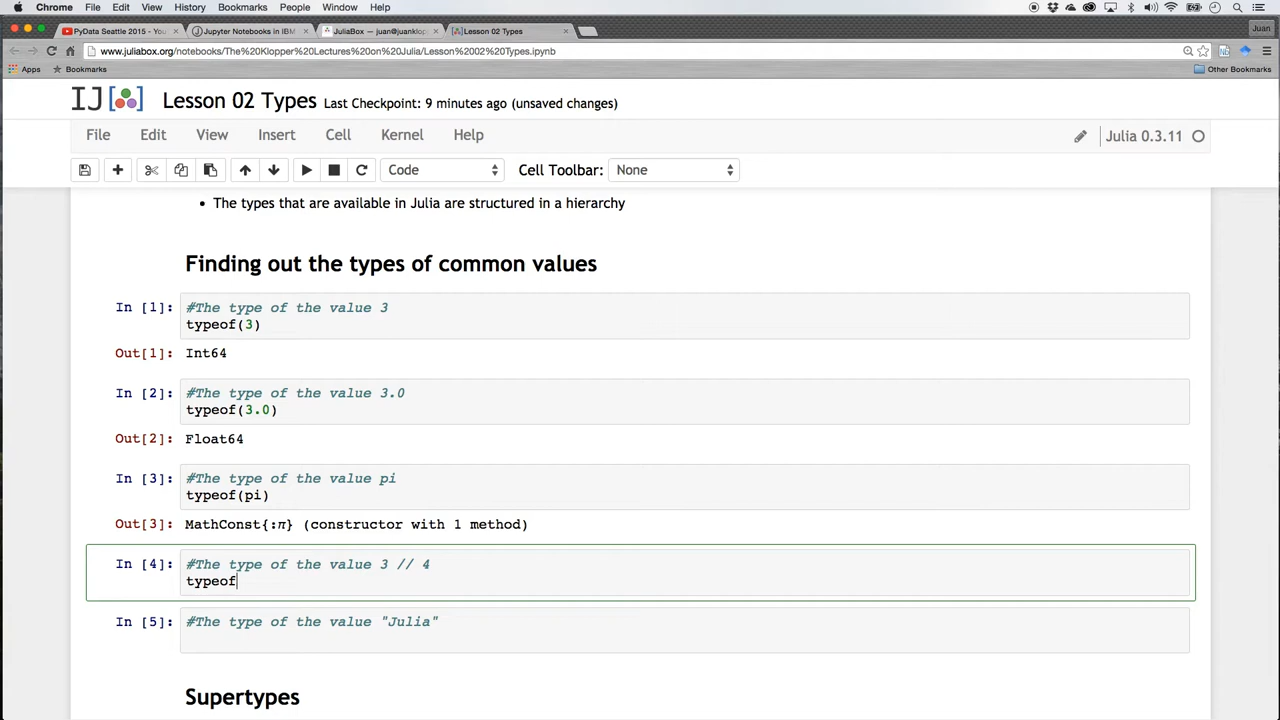 Chrome File Edit View History Bookmarks People Window Help
PyData Seattle 2015 - You Jupyter Notebooks in IBM JuliaBox — juan@juanklop Lesson 02 Types Juan
www.juliabox.org/notebooks/The%20Klopper%20Lectures%20on%20Julia/Lesson%2002%20Types.ipynb
Apps Bookmarks Other Bookmarks
IJ[ ] Lesson 02 Types Last Checkpoint: 9 minutes ago (unsaved changes)
File Edit View Insert Cell Kernel Help Julia 0.3.11
Code Cell Toolbar: None
• The types that are available in Julia are structured in a hierarchy
Finding out the types of common values
In [1]: #The type of the value 3
typeof(3)
Out[1]: Int64
In [2]: #The type of the value 3.0
typeof(3.0)
Out[2]: Float64
In [3]: #The type of the value pi
typeof(pi)
Out[3]: MathConst{:π} (constructor with 1 method)
In [4]: #The type of the value 3 // 4
typeof
In [5]: #The type of the value "Julia"
Supertypes